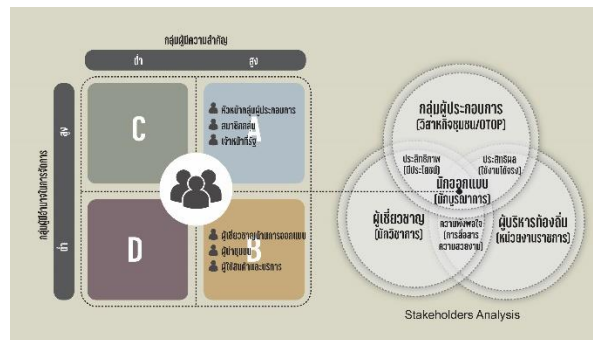 กลุ่มผู้มีความสำคัญ
ต่ำ
สูง
กลุ่มผู้มีอำนาจในการจัดการ
สูง
ต่ำ
C
A
หัวหน้ากลุ่มผู้ประกอบการ
สมาชิกกลุ่ม
เจ้าหน้าที่รัฐ
D
B
ผู้เชี่ยวชาญด้านการออกแบบ
ผู้นำชุมชน
ผู้ใช้สินค้าและบริการ
กลุ่มผู้ประกอบการ
(วิสาหกิจชุมชน/OTOP)
ประสิทธิภาพ
(มีประโยชน์)
ประสิทธิผล
(ใช้งานได้จริง)
นักออกแบบ
(นักบูรณาการ)
ผู้เชี่ยวชาญ
(นักวิชาการ)
ความพึงพอใจ
(การสื่อสาร
ความสวยงาม)
ผู้บริหารท้องถิ่น
(หน่วยงานราชการ)
Stakeholders Analysis